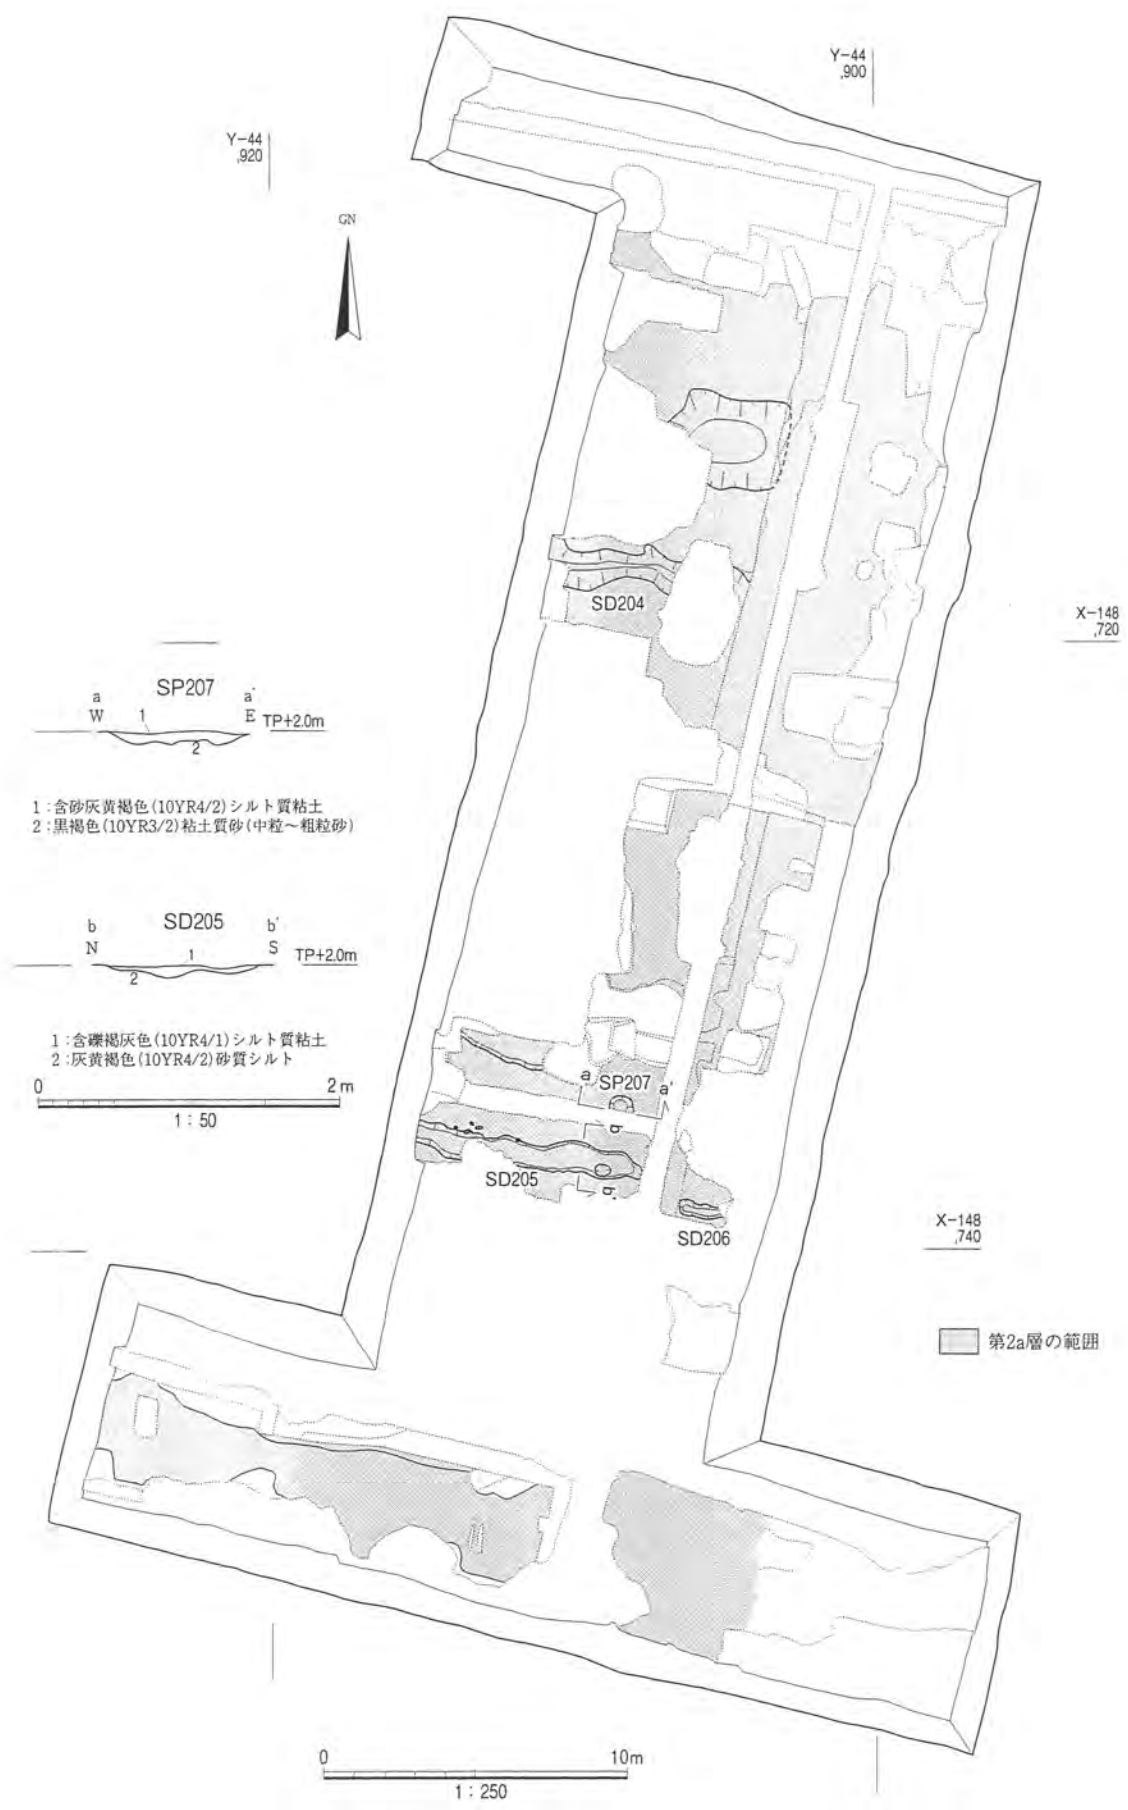 Y-44
,900
Y-44
,920
GN
SD204
X-148
,720
SP207
a a'
W 1 E TP+2.0m
2
1：含砂灰黄褐色(10YR4/2)シルト質粘土
2：黒褐色(10YR3/2)粘土質砂(中粒～粗粒砂)
SD205
b b'
N 1 S TP+2.0m
2
1：含礫褐灰色(10YR4/1)シルト質粘土
2：灰黄褐色(10YR4/2)砂質シルト
0 2m
1：50
a SP207 a'
b
SD205 b'
SD206
X-148
,740
第2a層の範囲
0 10m
1：250